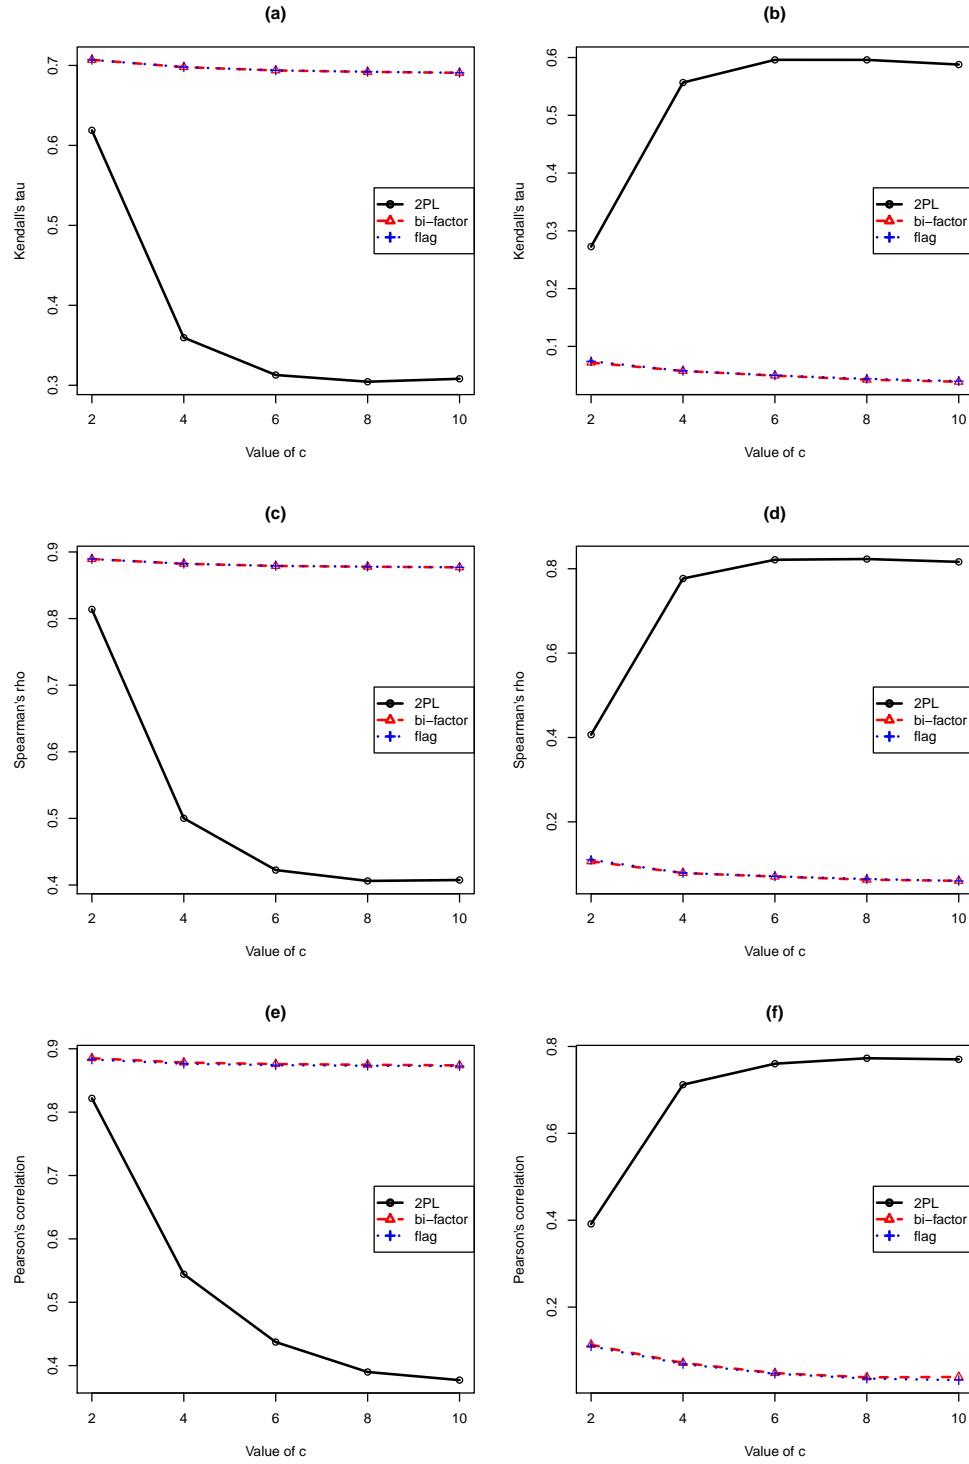 (a)
Kendall's tau
0.7
0.6
0.5
0.4
0.3
2PL
bi−factor
flag
2 4 6 8 10
Value of c
(b)
Kendall's tau
0.6
0.5
0.4
0.3
0.2
0.1
2PL
bi−factor
flag
2 4 6 8 10
Value of c
(c)
Spearman's rho
0.9
0.8
0.7
0.6
0.5
0.4
2PL
bi−factor
flag
2 4 6 8 10
Value of c
(d)
Spearman's rho
0.8
0.6
0.4
0.2
2PL
bi−factor
flag
2 4 6 8 10
Value of c
(e)
Pearson's correlation
0.9
0.8
0.7
0.6
0.5
0.4
2PL
bi−factor
flag
2 4 6 8 10
Value of c
(f)
Pearson's correlation
0.8
0.6
0.4
0.2
2PL
bi−factor
flag
2 4 6 8 10
Value of c